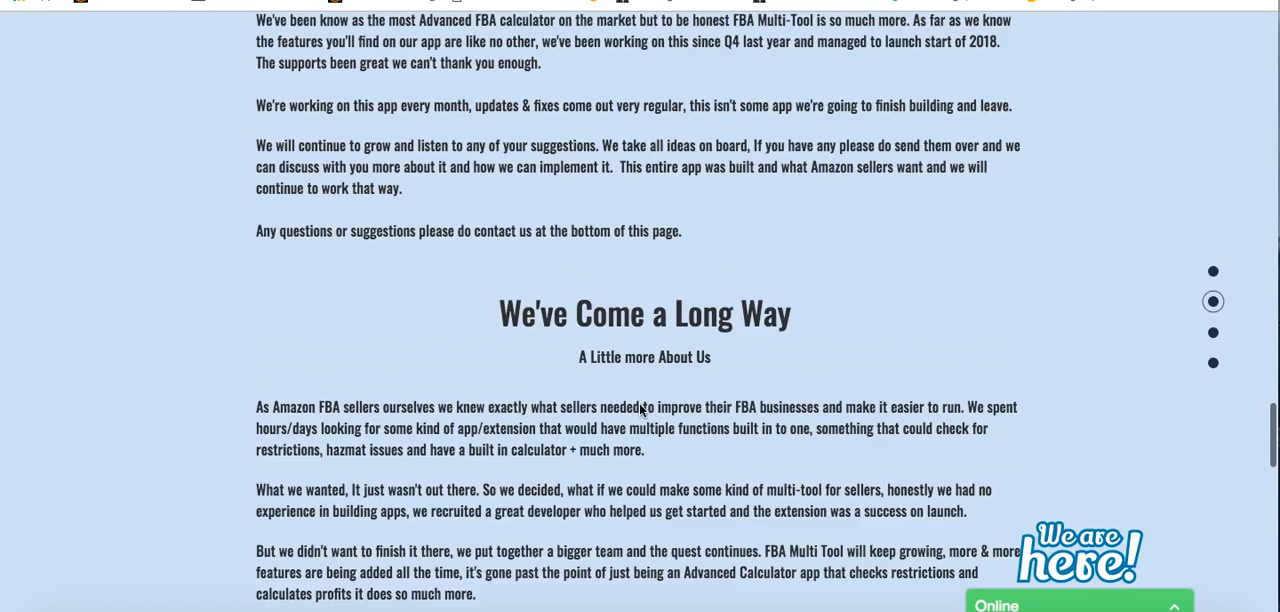 We've been know as the most Advanced FBA calculator on the market but to be honest FBA Multi-Tool is so much more. As far as we know
the features you'll find on our app are like no other, we've been working on this since Q4 last year and managed to launch start of 2018.
The supports been great we can't thank you enough.
We're working on this app every month, updates & fixes come out very regular, this isn't some app we're going to finish building and leave.
We will continue to grow and listen to any of your suggestions. We take all ideas on board, If you have any please do send them over and we
can discuss with you more about it and how we can implement it. This entire app was built and what Amazon sellers want and we will
continue to work that way.
Any questions or suggestions please do contact us at the bottom of this page.
We've Come a Long Way
A Little more About Us
As Amazon FBA sellers ourselves we knew exactly what sellers needed to improve their FBA businesses and make it easier to run. We spent
hours/days looking for some kind of app/extension that would have multiple functions built in to one, something that could check for
restrictions, hazmat issues and have a built in calculator + much more.
What we wanted, It just wasn't out there. So we decided, what if we could make some kind of multi-tool for sellers, honestly we had no
experience in building apps, we recruited a great developer who helped us get started and the extension was a success on launch.
But we didn't want to finish it there, we put together a bigger team and the quest continues. FBA Multi Tool will keep growing, more & more
features are being added all the time, it's gone past the point of just being an Advanced Calculator app that checks restrictions and
calculates profits it does so much more.
We are
here!
Online